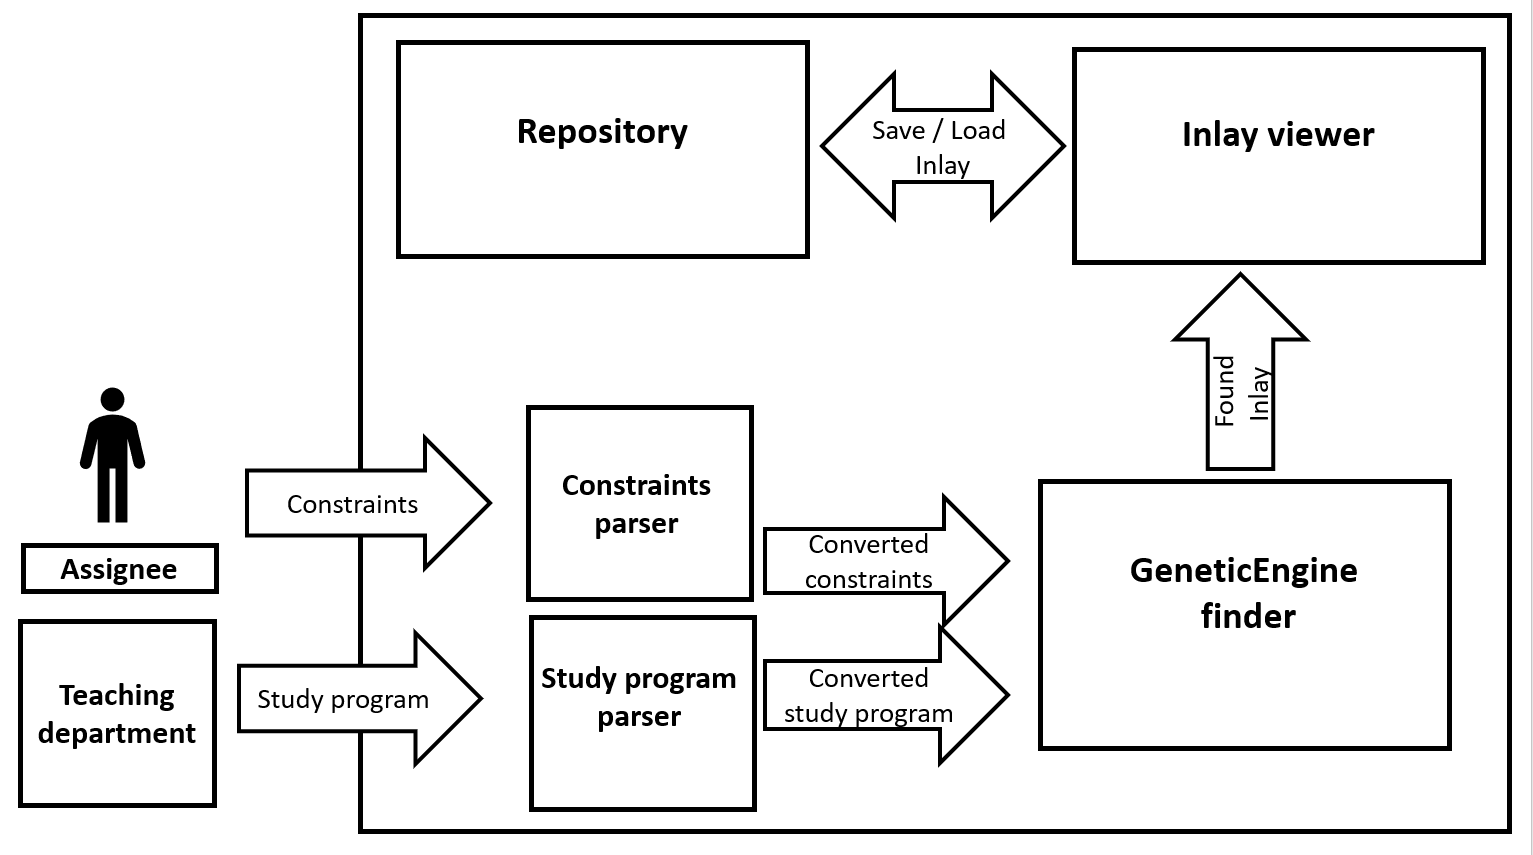 Repository
Save / Load
Inlay
Inlay viewer
Found
Inlay
Constraints
Constraints
parser
Converted
constraints
GeneticEngine
finder
Assignee
Teaching
department
Study program
Study program
parser
Converted
study program